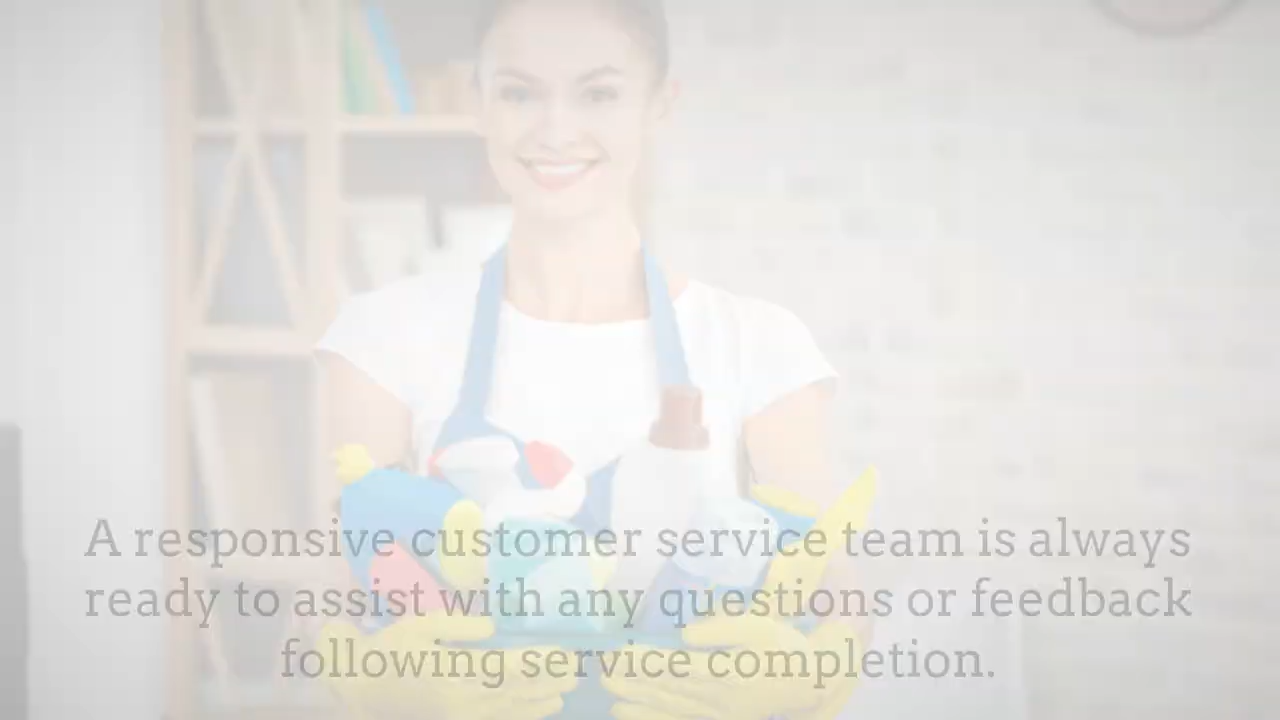 A responsive customer service team is always
ready to assist with any questions or feedback
following service completion.